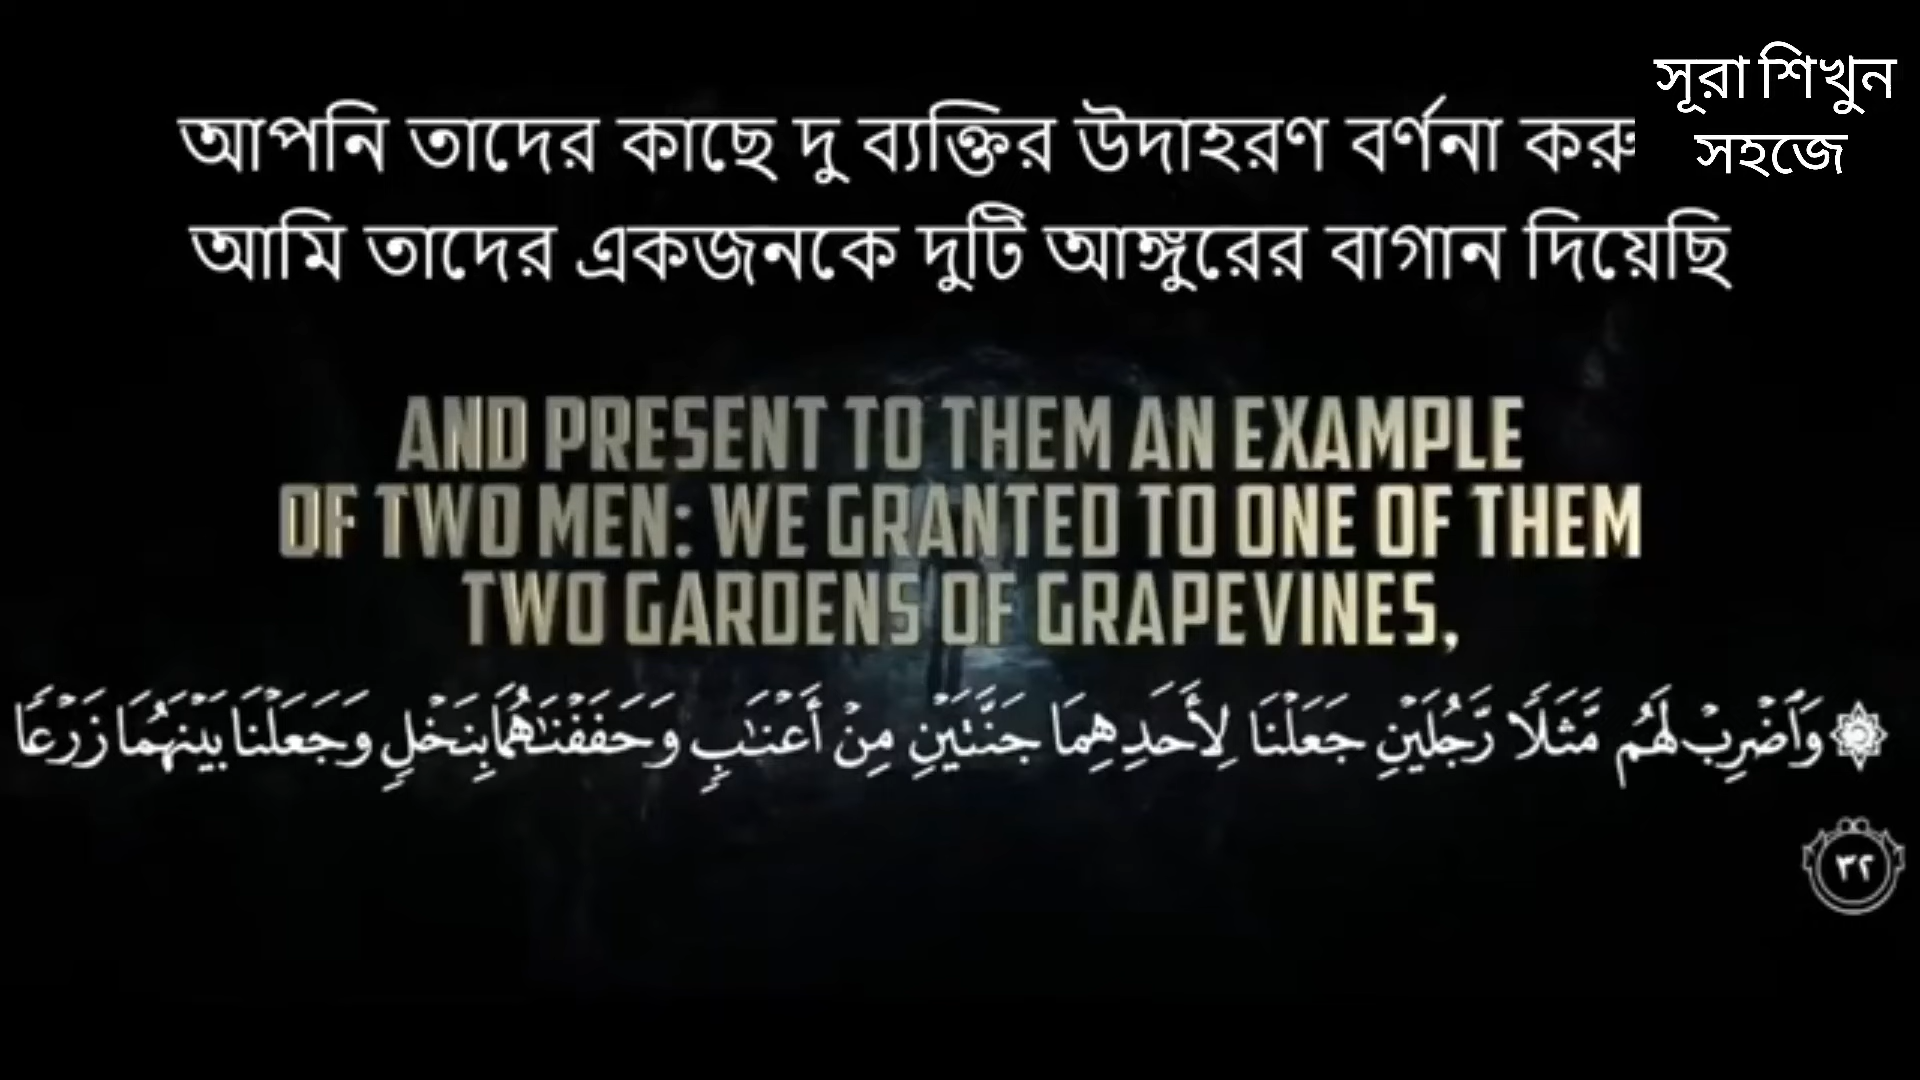 সূরা শিখুন
সহজে
আপনি তাদের কাছে দু ব্যক্তির উদাহরণ বর্ণনা করু
আমি তাদের একজনকে দুটি আঙ্গুরের বাগান দিয়েছি
AND PRESENT TO THEM AN EXAMPLE
OF TWO MEN: WE GRANTED TO ONE OF THEM
TWO GARDENS OF GRAPEVINES,
۞ وَٱضْرِبْ لَهُم مَّثَلًا رَّجُلَيْنِ جَعَلْنَا لِأَحَدِهِمَا جَنَّتَيْنِ مِنْ أَعْنَٰبٍ وَحَفَفْنَٰهُمَا بِنَخْلٍ وَجَعَلْنَا بَيْنَهُمَا زَرْعًا
٣٢